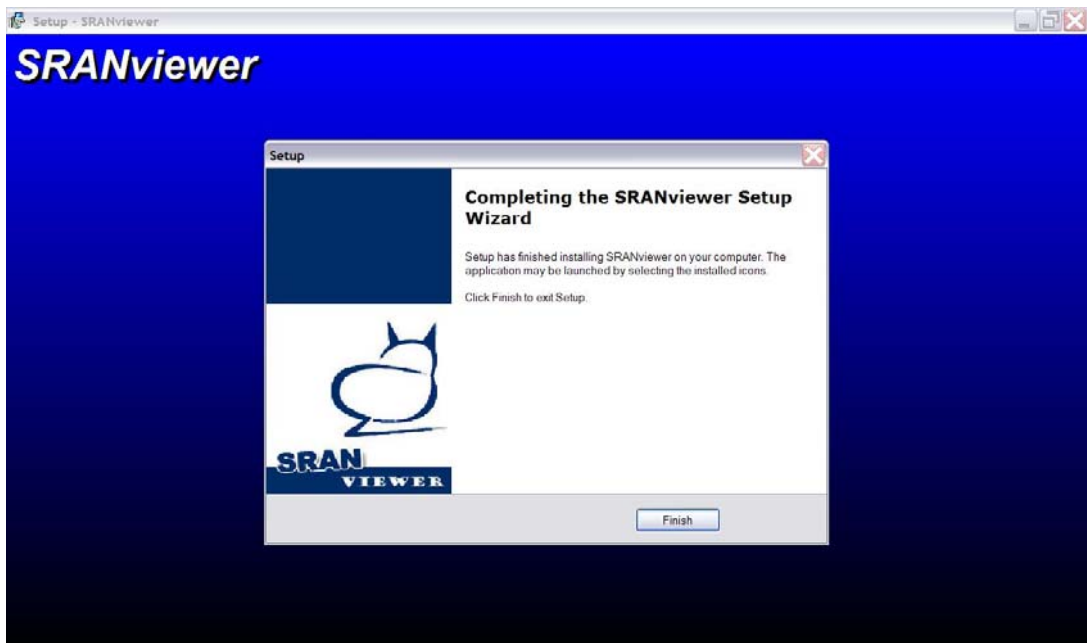 Setup - SRANviewer
SRANviewer
Setup
Completing the SRANviewer Setup
Wizard
Setup has finished installing SRANviewer on your computer. The
application may be launched by selecting the installed icons.
Click Finish to exit Setup.
SRAN
VIEWER
Finish